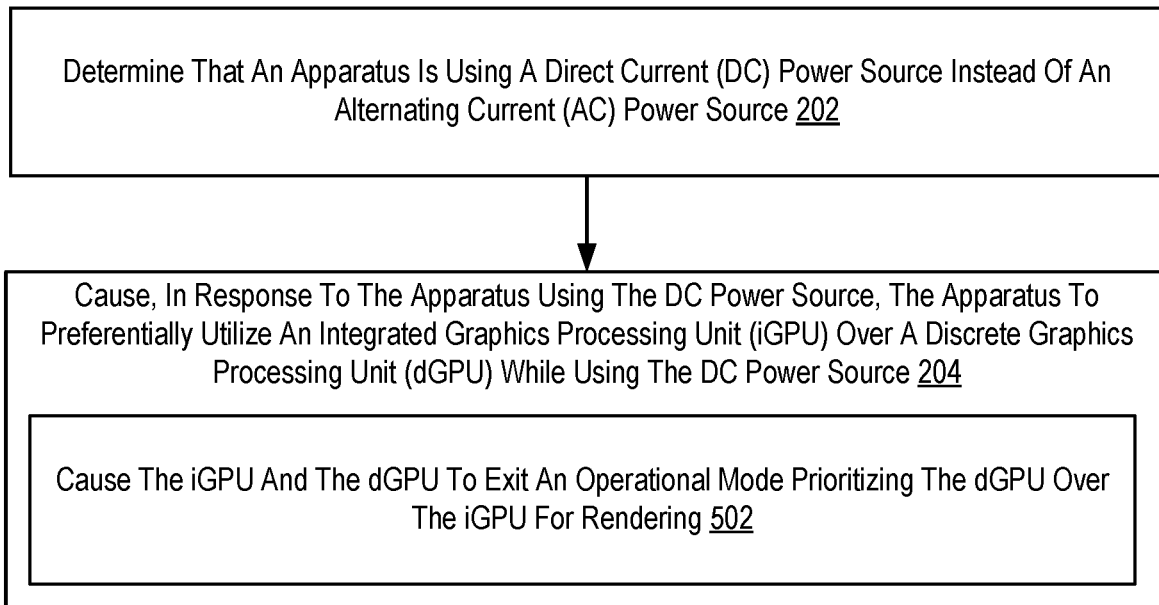 Determine That An Apparatus Is Using A Direct Current (DC) Power Source Instead Of An
Alternating Current (AC) Power Source 202
Cause, In Response To The Apparatus Using The DC Power Source, The Apparatus To
Preferentially Utilize An Integrated Graphics Processing Unit (iGPU) Over A Discrete Graphics
Processing Unit (dGPU) While Using The DC Power Source 204
Cause The iGPU And The dGPU To Exit An Operational Mode Prioritizing The dGPU Over
The iGPU For Rendering 502